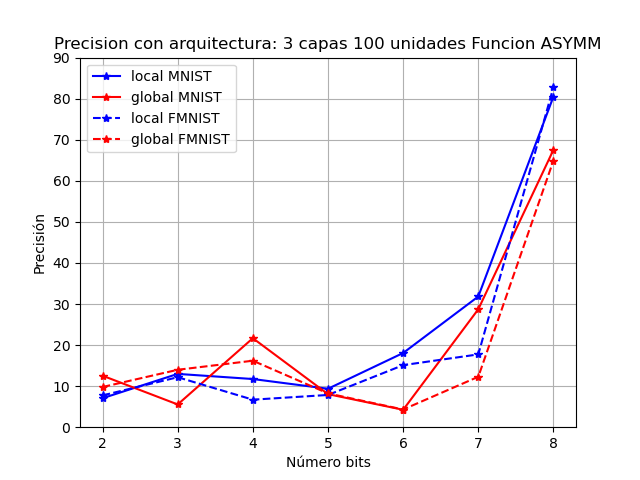 Precision con arquitectura: 3 capas 100 unidades Funcion ASYMM
local MNIST
global MNIST
local FMNIST
global FMNIST
Precisión
90
80
70
60
50
40
30
20
10
0
2 3 4 5 6 7 8
Número bits